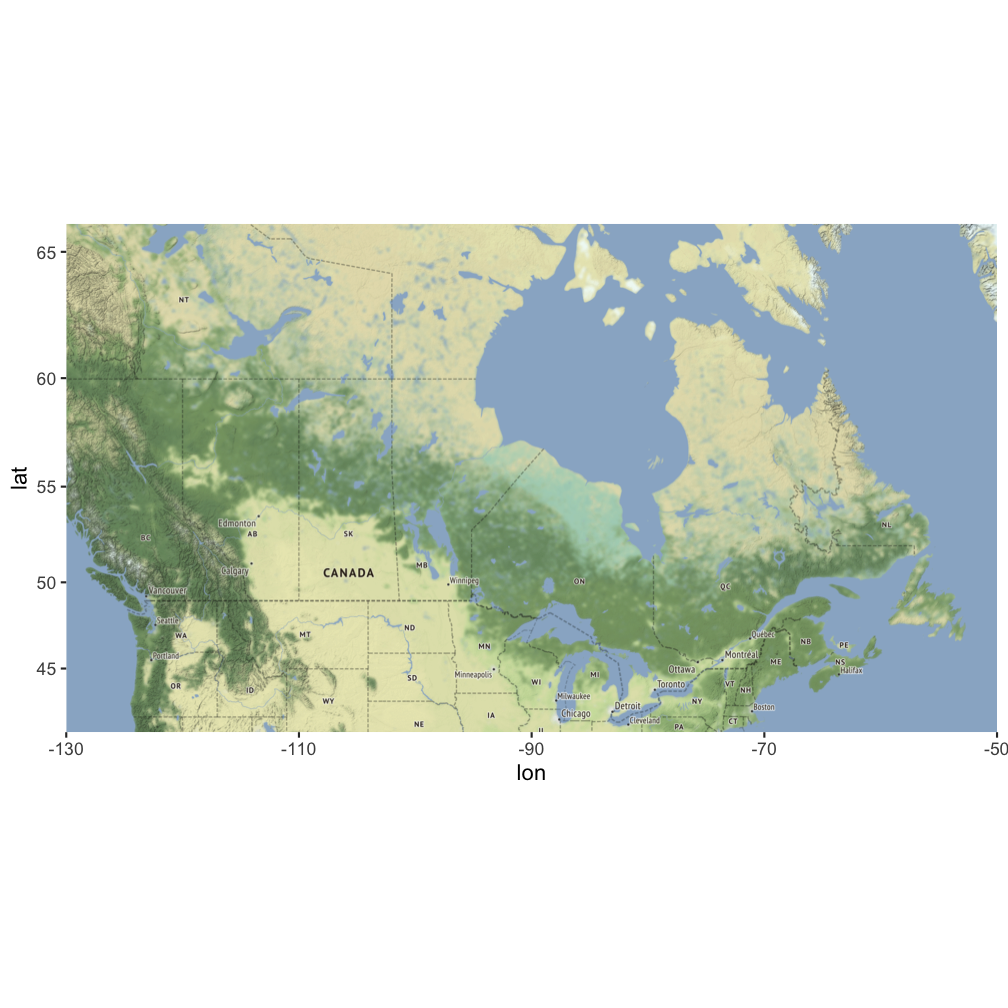 65
60
55
50
45
lat
-130
-110
-90
-70
-50
lon
NT
Edmonton
AB
SK
BC
Calgary
CANADA
MB
Winnipeg
ON
QC
NL
Vancouver
Seattle
WA
Portland
MT
ND
MN
Minneapolis
OR
ID
WY
SD
NE
IA
WI
MI
Milwaukee
Chicago
Detroit
Cleveland
IL
Toronto
Ottawa
Montréal
Québec
NB
PE
NS
Halifax
ME
VT
NH
NY
Boston
CT
PA